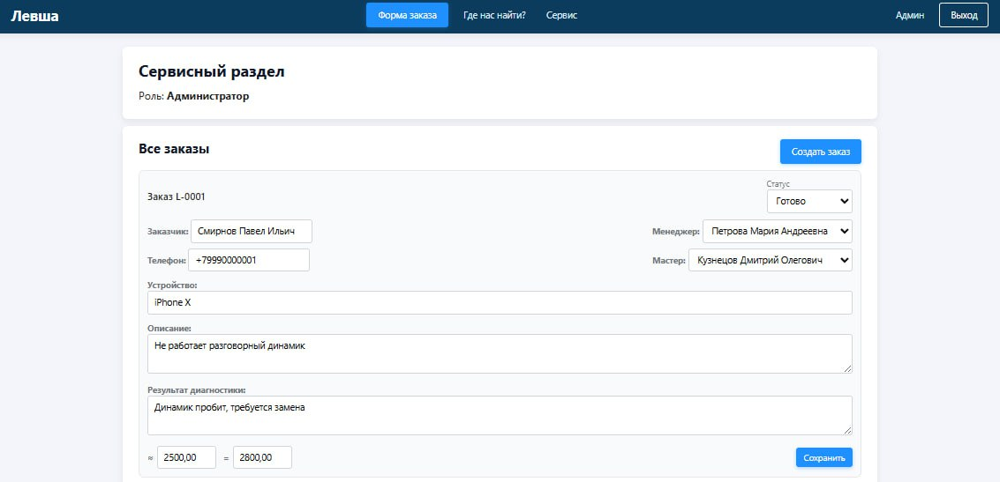 Левша Форма заказа Где нас найти? Сервис Админ Выход
Сервисный раздел
Роль: Администратор
Все заказы Создать заказ
Статус
Заказ L-0001 Готово
Заказчик: Смирнов Павел Ильич Менеджер: Петрова Мария Андреевна
Телефон: +79990000001 Мастер: Кузнецов Дмитрий Олегович
Устройство:
iPhone X
Описание:
Не работает разговорный динамик
Результат диагностики:
Динамик пробит, требуется замена
≈ 2500,00 = 2800,00 Сохранить